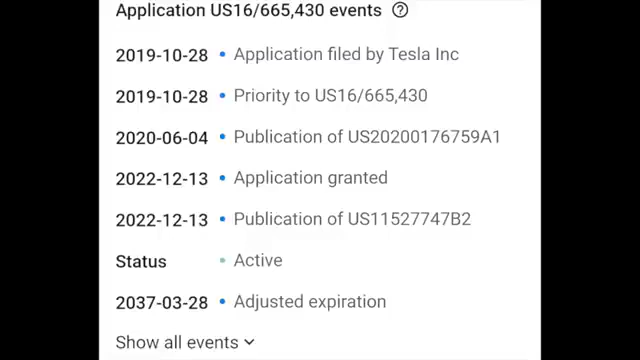 Application US16/665,430 events ?
2019-10-28 • Application filed by Tesla Inc
2019-10-28 • Priority to US16/665,430
2020-06-04 • Publication of US20200176759A1
2022-12-13 • Application granted
2022-12-13 • Publication of US11527747B2
Status • Active
2037-03-28 • Adjusted expiration
Show all events